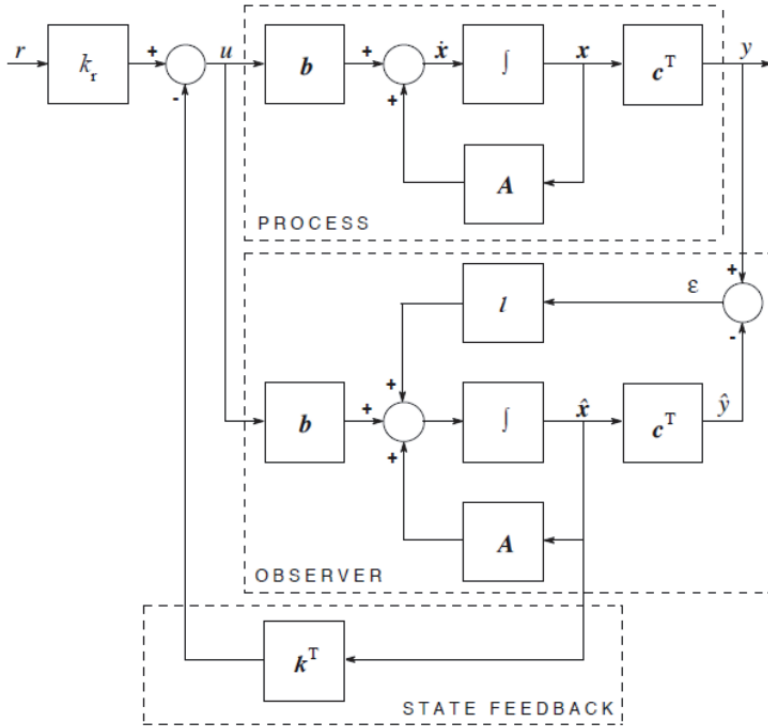 r
k_r
+
-
u
b
+
+
ẋ
∫
x
c^T
y
A
PROCESS
l
ε
+
-
b
+
+
+
∫
x̂
c^T
ŷ
A
OBSERVER
k^T
STATE FEEDBACK